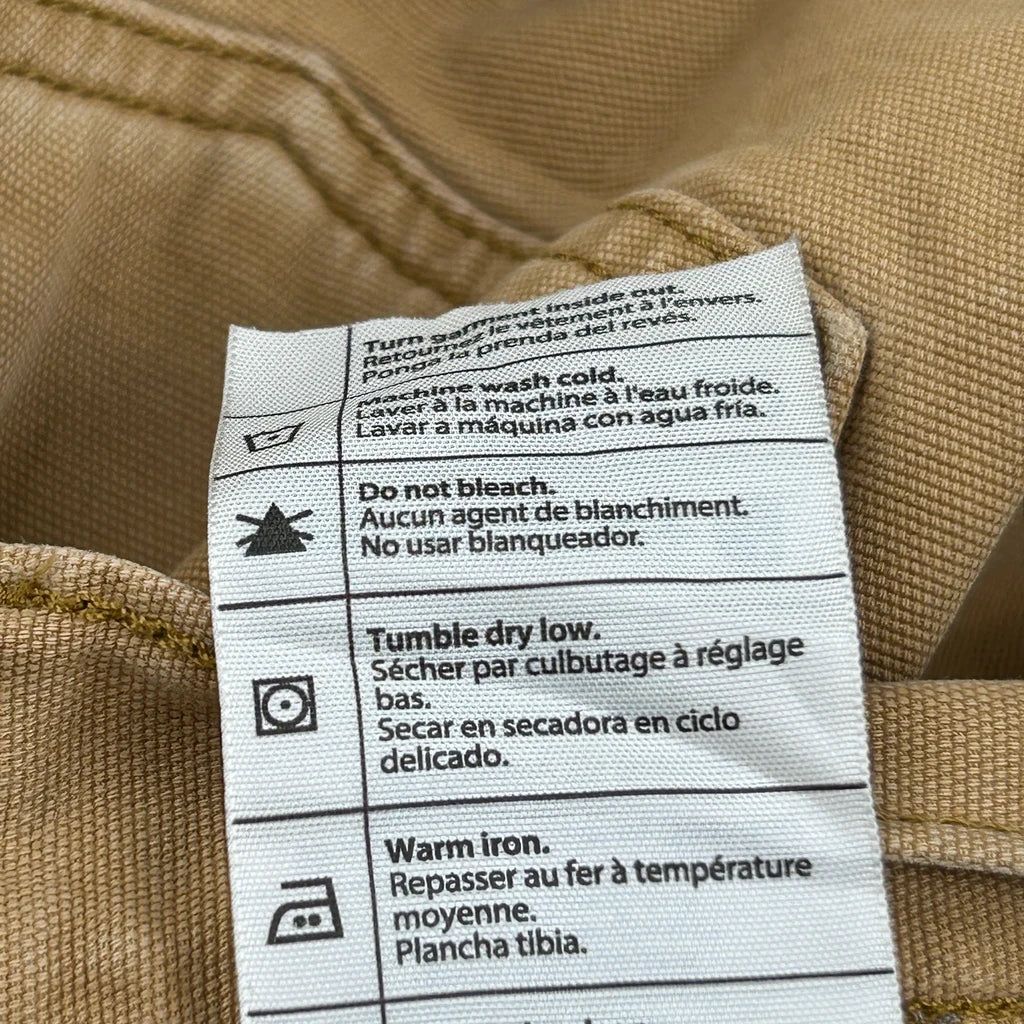 Turn garment inside out.
Retournez le vêtement à l'envers.
Ponga la prenda del revés.
Machine wash cold.
Laver à la machine à l'eau froide.
Lavar a máquina con agua fría.
Do not bleach.
Aucun agent de blanchiment.
No usar blanqueador.
Tumble dry low.
Sécher par culbutage à réglage
bas.
Secar en secadora en ciclo
delicado.
Warm iron.
Repasser au fer à température
moyenne.
Plancha tibia.